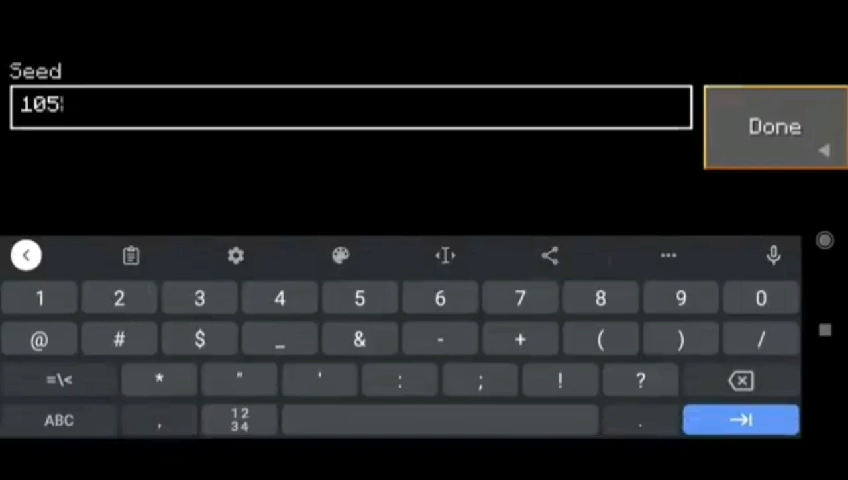 Seed
105
Done
1 2 3 4 5 6 7 8 9 0
@ # $ _ & - + ( ) /
=\< * " ' : ; ! ?
ABC , 12 34 .